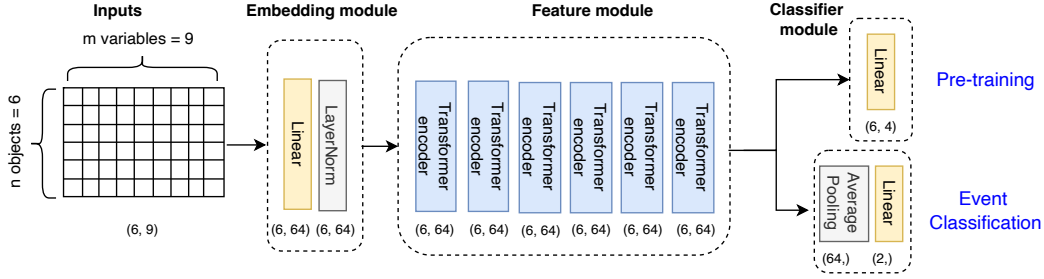 Inputs
m variables = 9
n objects = 6
(6, 9)
Embedding module
Linear
LayerNorm
(6, 64)
(6, 64)
Feature module
Transformer
encoder
Transformer
encoder
Transformer
encoder
Transformer
encoder
Transformer
encoder
Transformer
encoder
(6, 64)
(6, 64)
(6, 64)
(6, 64)
(6, 64)
(6, 64)
Classifier
module
Linear
(6, 4)
Pre-training
Average
Pooling
Linear
(64,)
(2,)
Event
Classification